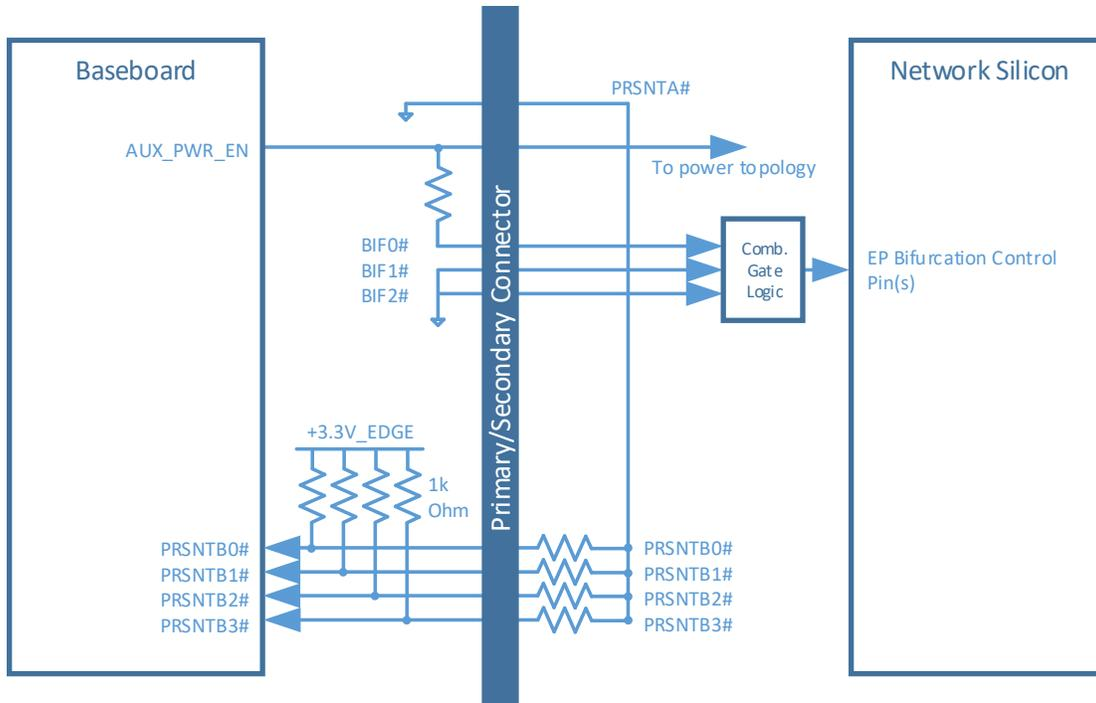 Baseboard
Network Silicon
PRSNTA#
AUX_PWR_EN
To power topology
Primary/Secondary Connector
BIF0#
BIF1#
BIF2#
Comb.
Gate
Logic
EP Bifurcation Control
Pin(s)
+3.3V_EDGE
1k
Ohm
PRSNTB0#
PRSNTB1#
PRSNTB2#
PRSNTB3#
PRSNTB0#
PRSNTB1#
PRSNTB2#
PRSNTB3#